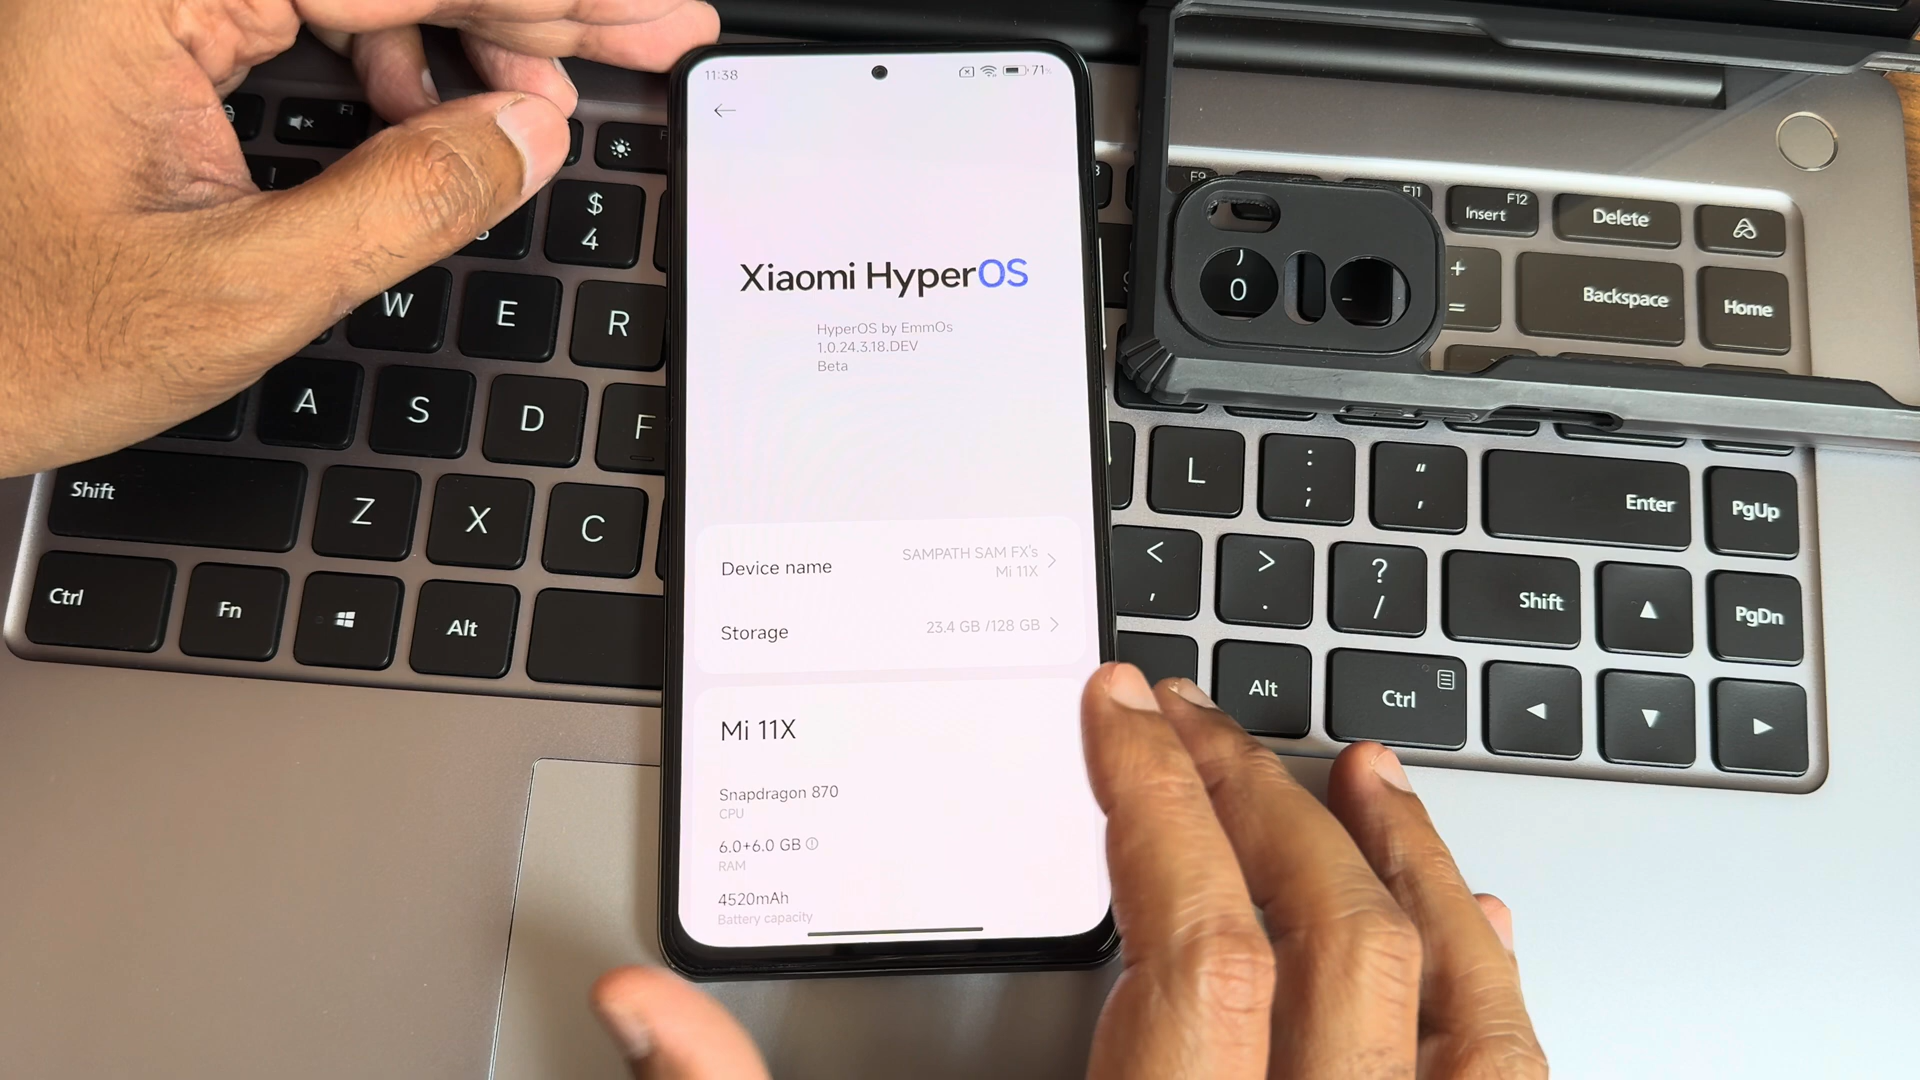 11:38
71%
Xiaomi HyperOS
HyperOS by EmmOs
1.0.24.3.18.DEV
Beta
Device name
SAMPATH SAM FX's
Mi 11X
Storage
23.4 GB /128 GB
Mi 11X
Snapdragon 870
CPU
6.0+6.0 GB
RAM
4520mAh
Battery capacity
F1
$
4
F9
F11
F12
Insert
Delete
)
0
-
+
=
Backspace
Home
W
E
R
A
S
D
F
L
:
;
"
'
Enter
PgUp
Shift
Z
X
C
<
,
>
.
?
/
Shift
PgDn
Ctrl
Fn
Alt
Alt
Ctrl